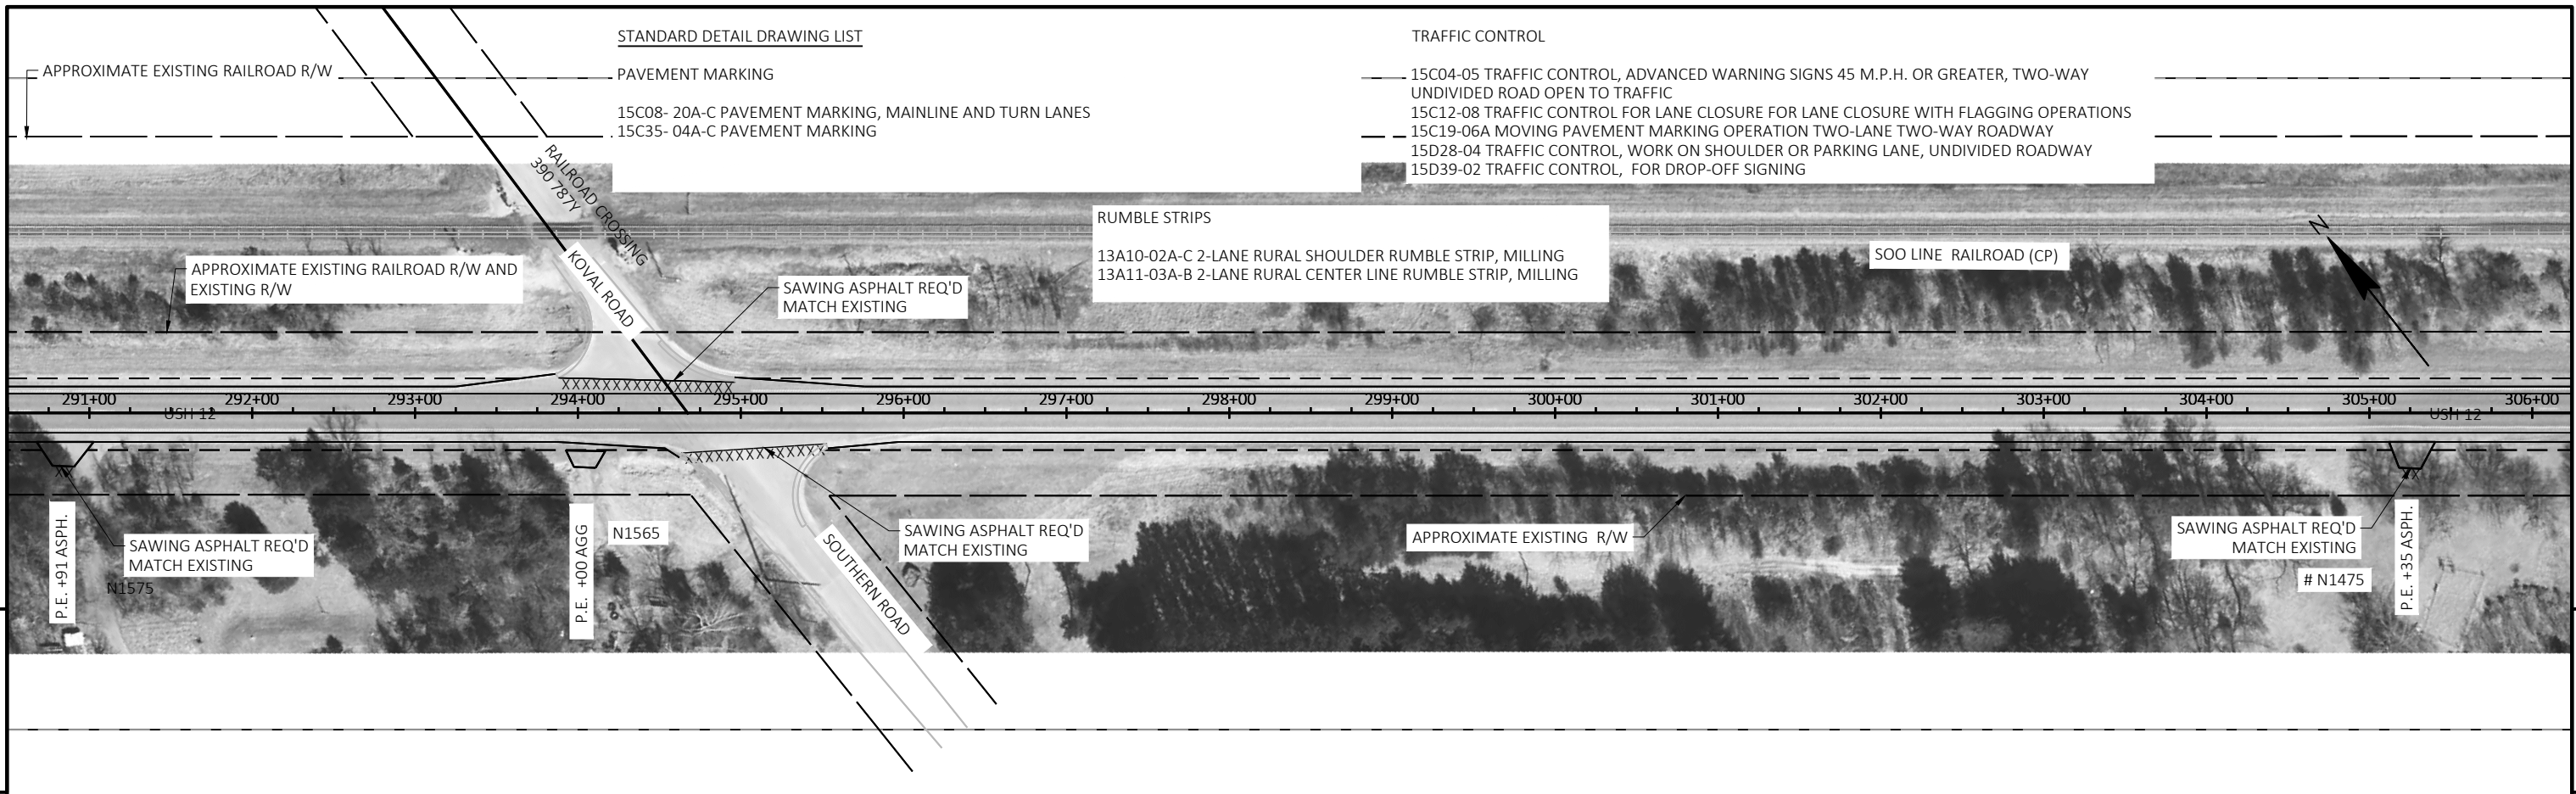 STANDARD DETAIL DRAWING LIST
PAVEMENT MARKING
15C08- 20A-C PAVEMENT MARKING, MAINLINE AND TURN LANES
15C35- 04A-C PAVEMENT MARKING
TRAFFIC CONTROL
15C04-05 TRAFFIC CONTROL, ADVANCED WARNING SIGNS 45 M.P.H. OR GREATER, TWO-WAY
UNDIVIDED ROAD OPEN TO TRAFFIC
15C12-08 TRAFFIC CONTROL FOR LANE CLOSURE FOR LANE CLOSURE WITH FLAGGING OPERATIONS
15C19-06A MOVING PAVEMENT MARKING OPERATION TWO-LANE TWO-WAY ROADWAY
15D28-04 TRAFFIC CONTROL, WORK ON SHOULDER OR PARKING LANE, UNDIVIDED ROADWAY
15D39-02 TRAFFIC CONTROL, FOR DROP-OFF SIGNING
APPROXIMATE EXISTING RAILROAD R/W
RAILROAD CROSSING
390 787Y
RUMBLE STRIPS
13A10-02A-C 2-LANE RURAL SHOULDER RUMBLE STRIP, MILLING
13A11-03A-B 2-LANE RURAL CENTER LINE RUMBLE STRIP, MILLING
N
SOO LINE RAILROAD (CP)
APPROXIMATE EXISTING RAILROAD R/W AND
EXISTING R/W
KOVAL ROAD
SAWING ASPHALT REQ'D
MATCH EXISTING
291+00 292+00 293+00 294+00 295+00 296+00 297+00 298+00 299+00 300+00 301+00 302+00 303+00 304+00 305+00 306+00
USH 12
USH 12
P.E. +91 ASPH.
SAWING ASPHALT REQ'D
MATCH EXISTING
N1575
P.E. +00 AGG
N1565
SOUTHERN ROAD
SAWING ASPHALT REQ'D
MATCH EXISTING
APPROXIMATE EXISTING R/W
SAWING ASPHALT REQ'D
MATCH EXISTING
# N1475
P.E. +35 ASPH.